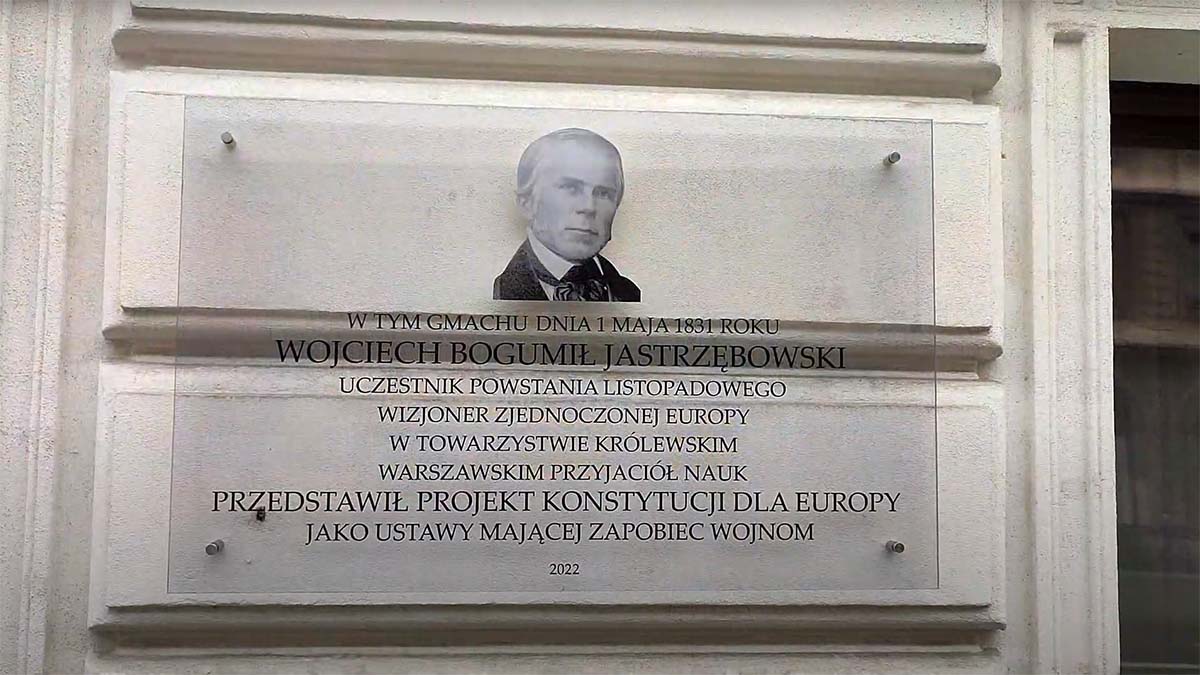 W TYM GMACHU DNIA 1 MAJA 1831 ROKU
WOJCIECH BOGUMIŁ JASTRZĘBOWSKI
UCZESTNIK POWSTANIA LISTOPADOWEGO
WIZJONER ZJEDNOCZONEJ EUROPY
W TOWARZYSTWIE KRÓLEWSKIM
WARSZAWSKIM PRZYJACIÓŁ NAUK
PRZEDSTAWIŁ PROJEKT KONSTYTUCJI DLA EUROPY
JAKO USTAWY MAJĄCEJ ZAPOBIEC WOJNOM
2022